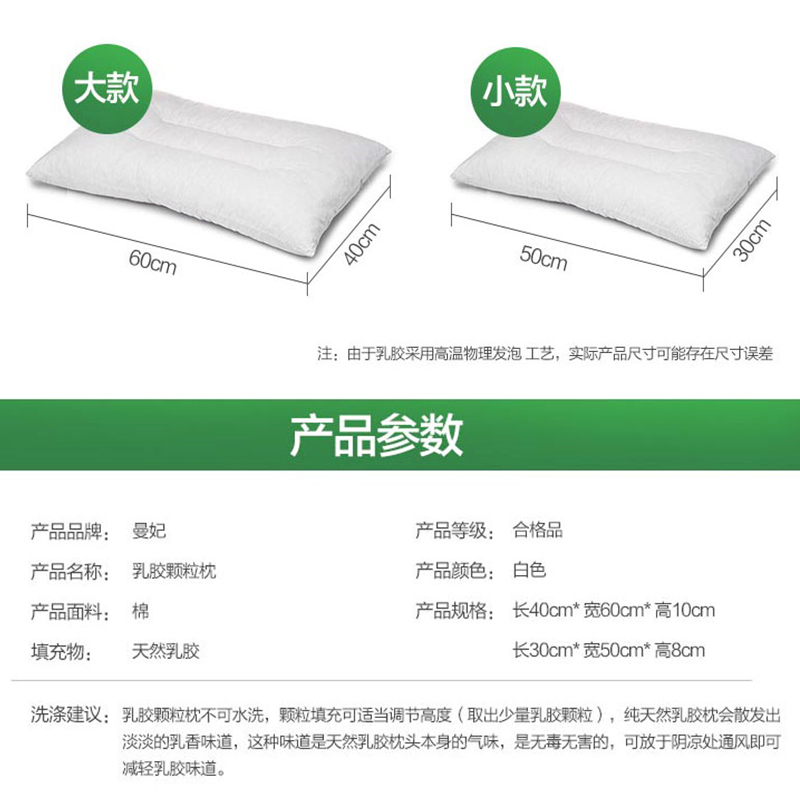 大款
小款
60cm
40cm
50cm
30cm
注：由于乳胶采用高温物理发泡 工艺，实际产品尺寸可能存在尺寸误差
产品参数
产品品牌： 曼妃
产品等级： 合格品
产品名称： 乳胶颗粒枕
产品颜色： 白色
产品面料： 棉
产品规格： 长40cm* 宽60cm* 高10cm
填充物： 天然乳胶
长30cm* 宽50cm* 高8cm
洗涤建议： 乳胶颗粒枕不可水洗，颗粒填充可适当调节高度（取出少量乳胶颗粒），纯天然乳胶枕会散发出
淡淡的乳香味道，这种味道是天然乳胶枕头本身的气味，是无毒无害的，可放于阴凉处通风即可
减轻乳胶味道。